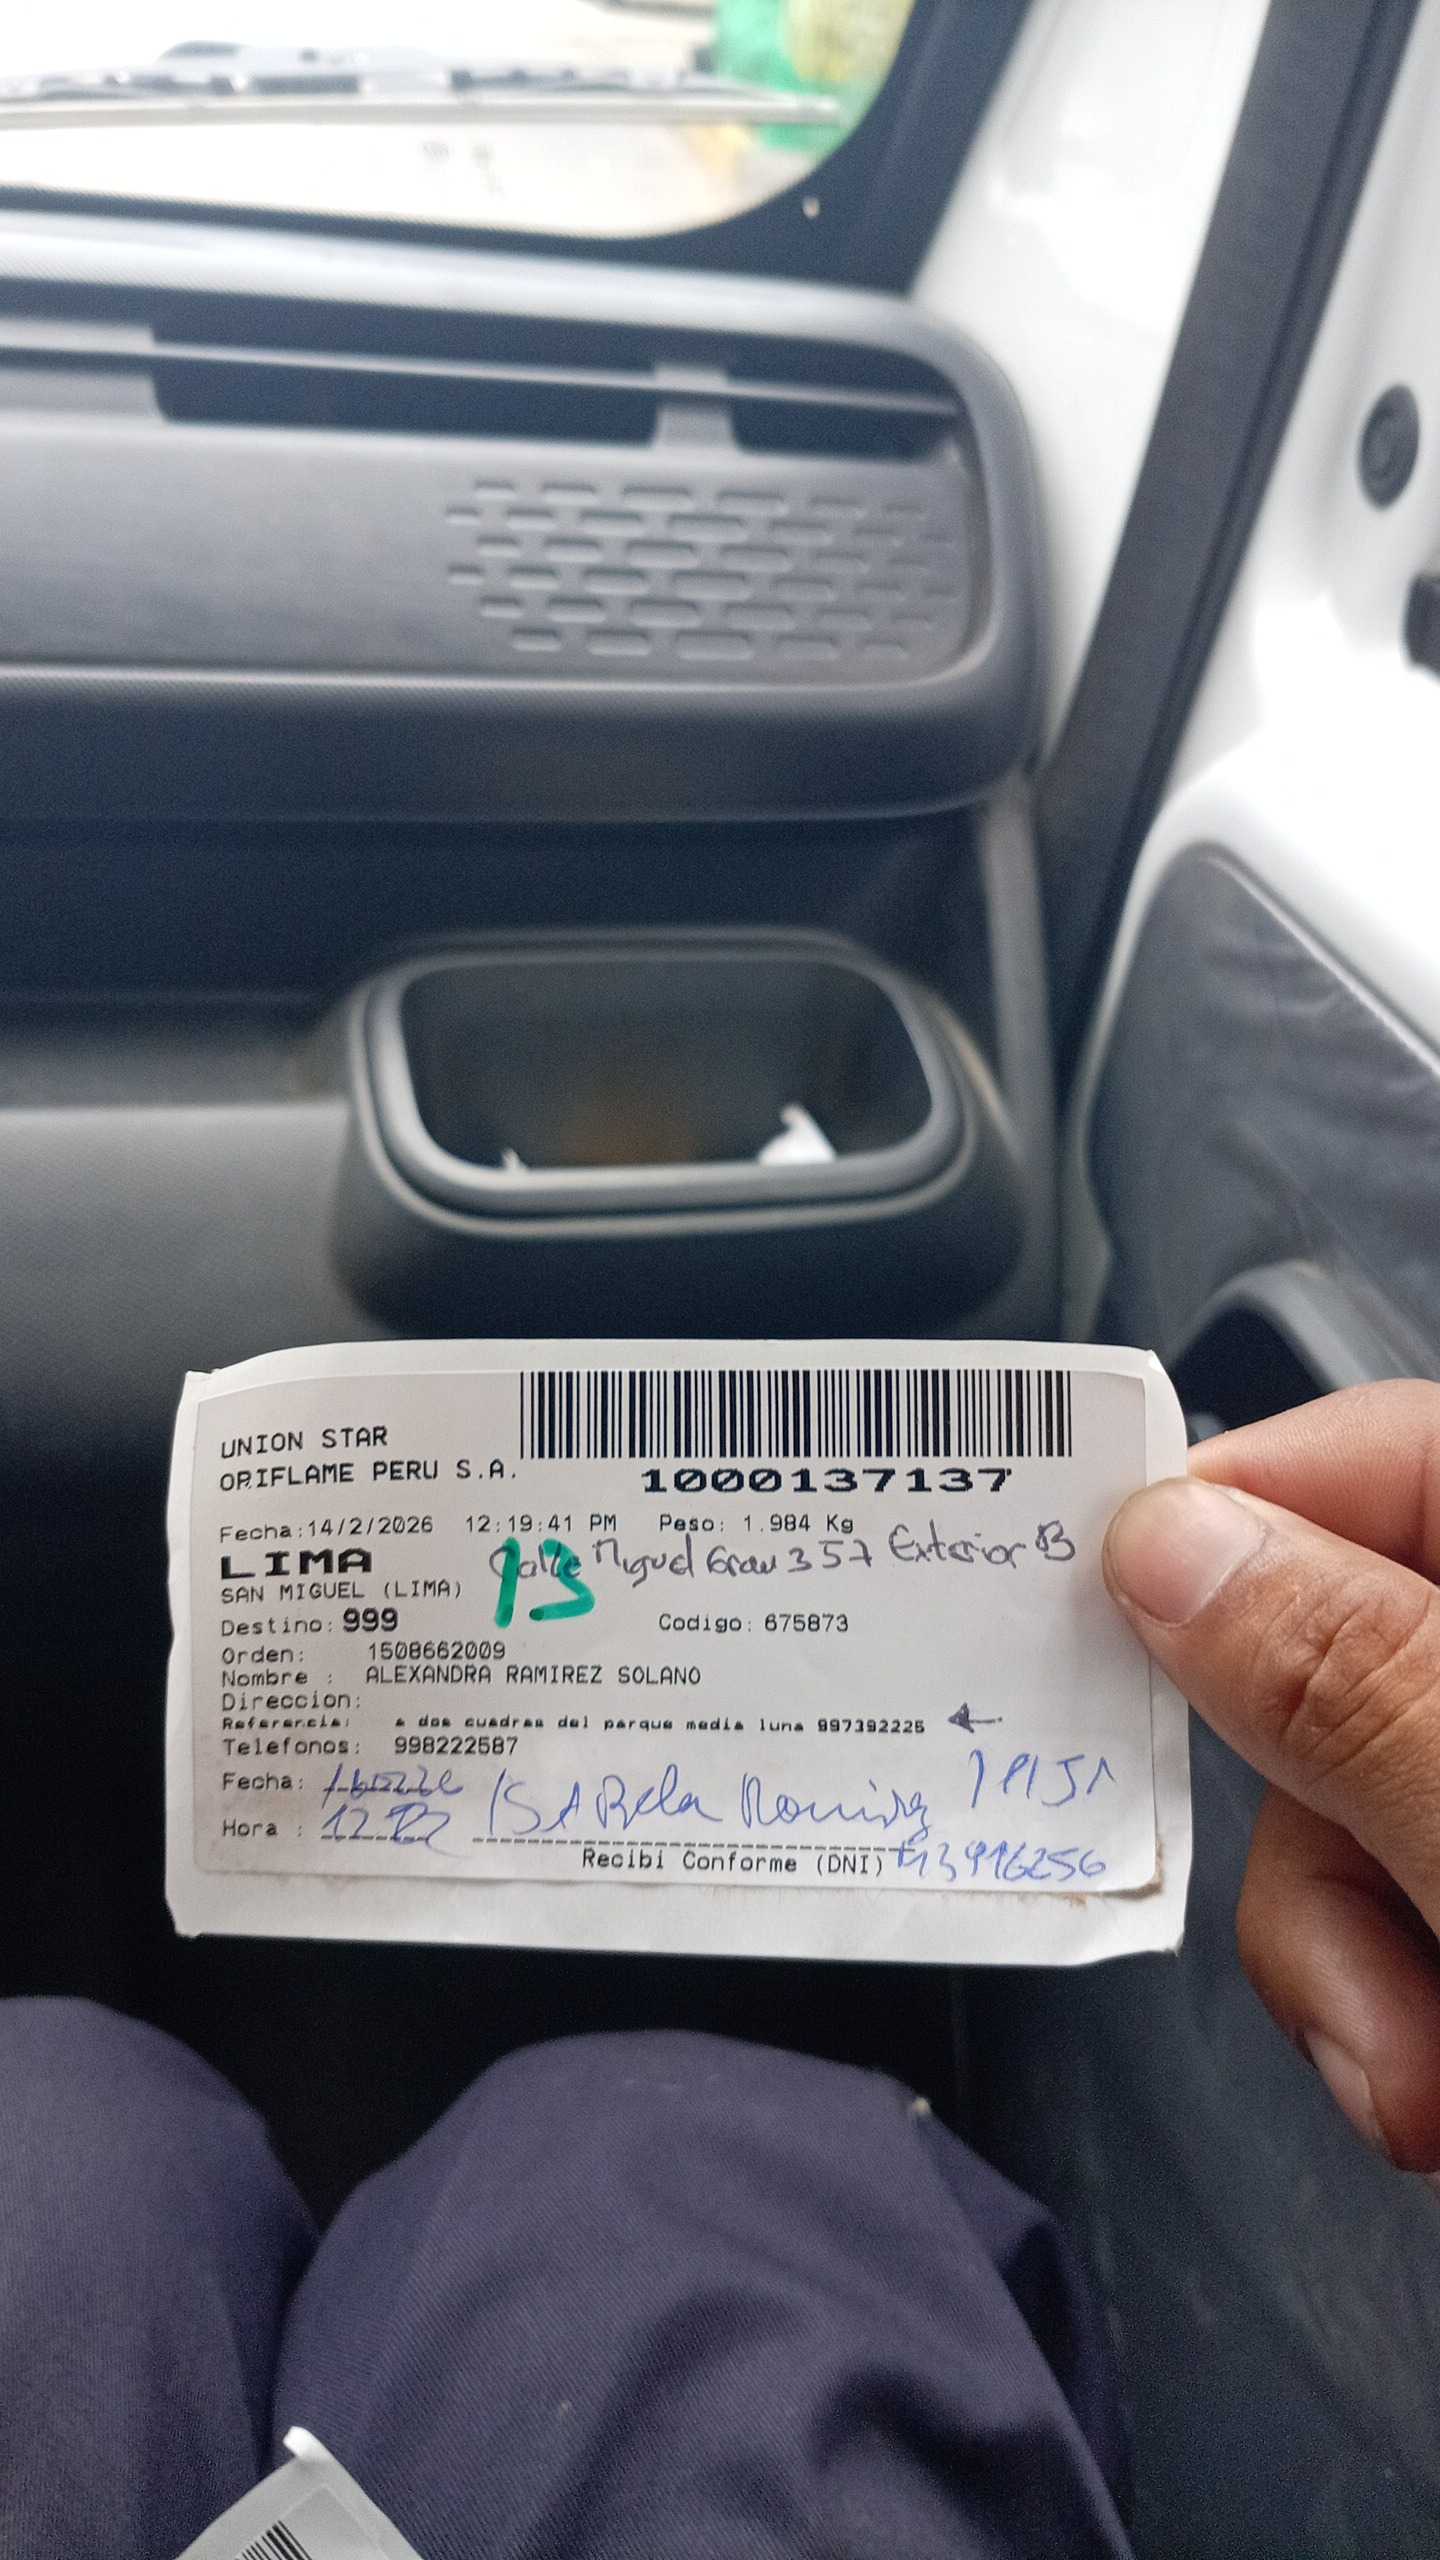 UNION STAR
ORIFLAME PERU S.A.
1000137137
Fecha:14/2/2026 12:19:41 PM Peso: 1.984 Kg
LIMA
Calle Miguel Grau 357 Exterior B
13
SAN MIGUEL (LIMA)
Destino: 999 Codigo: 675873
Orden: 1508662009
Nombre : ALEXANDRA RAMIREZ SOLANO
Direccion:
Referencia: a dos cuadras del parque media luna 997392225
Telefonos: 998222587
Fecha:
Hora : Isabela
Recibi Conforme (DNI)